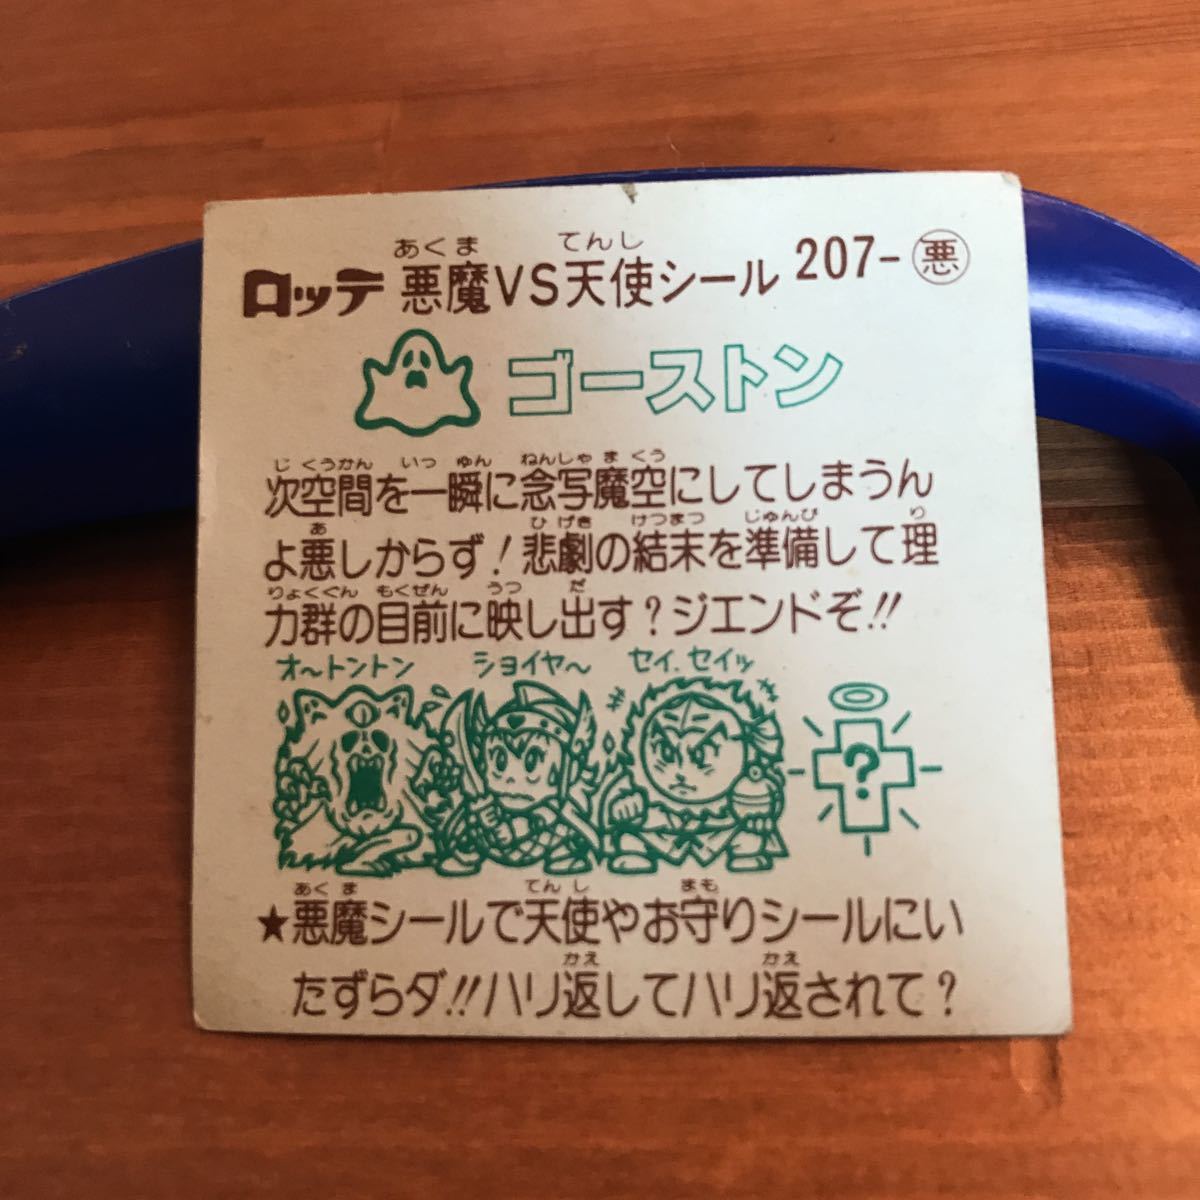 あくま てんし
ロッテ 悪魔VS天使シール 207-悪
ゴーストン
じくうかん いっ しゅん ねんしゃ ま くう
次空間を一瞬に念写魔空にしてしまうん
あ ひ げき けつまつ じゅんび り
よ悪しからず!悲劇の結末を準備して理
りょくぐん もくぜん うつ だ
力群の目前に映し出す?ジエンドぞ!!
オ〜トントン ショイヤ〜 セイ.セイッ
?
あく ま てん し まも
★悪魔シールで天使やお守りシールにい
かえ かえ
たずらダ!!ハリ返してハリ返されて?